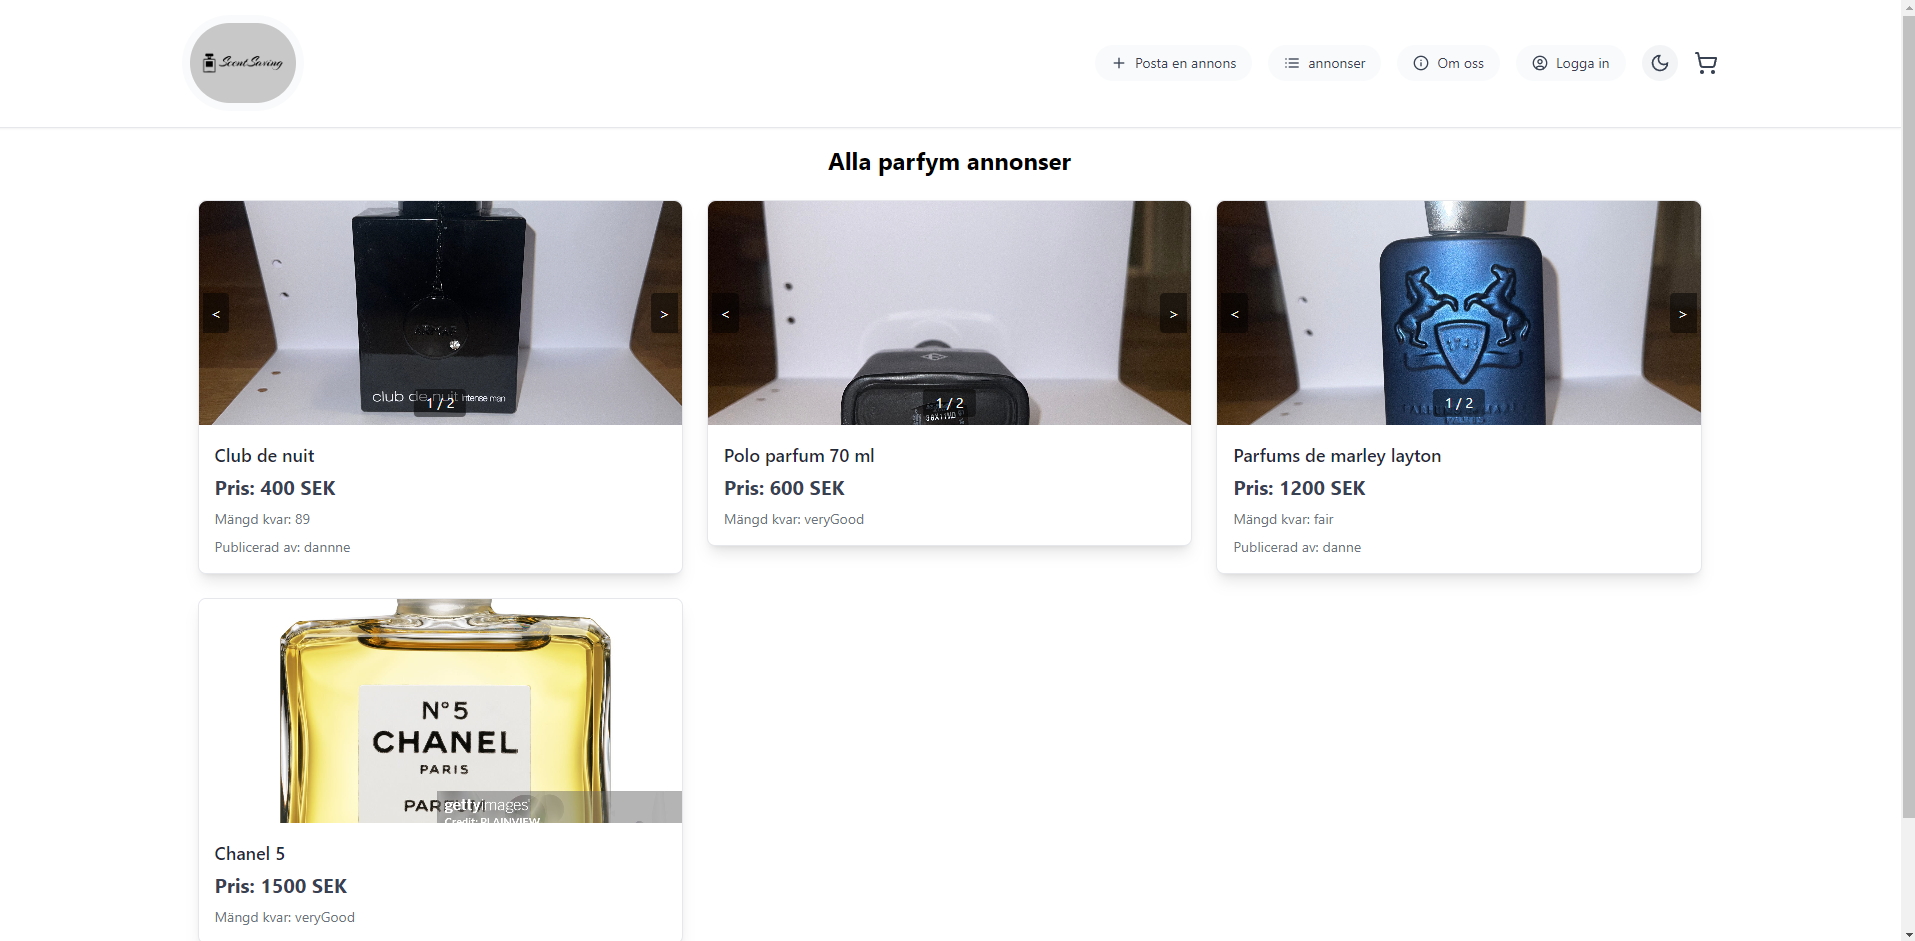 ScentSaving
Posta en annons
annonser
Om oss
Logga in
Alla parfym annonser
<
>
club de nuit intense man
1 / 2
<
>
1 / 2
<
>
1 / 2
Club de nuit
Pris: 400 SEK
Mängd kvar: 89
Publicerad av: dannne
Polo parfum 70 ml
Pris: 600 SEK
Mängd kvar: veryGood
Parfums de marley layton
Pris: 1200 SEK
Mängd kvar: fair
Publicerad av: danne
N°5
CHANEL
PARIS
PAR
gettyimages
Credit: PLAINVIEW
Chanel 5
Pris: 1500 SEK
Mängd kvar: veryGood